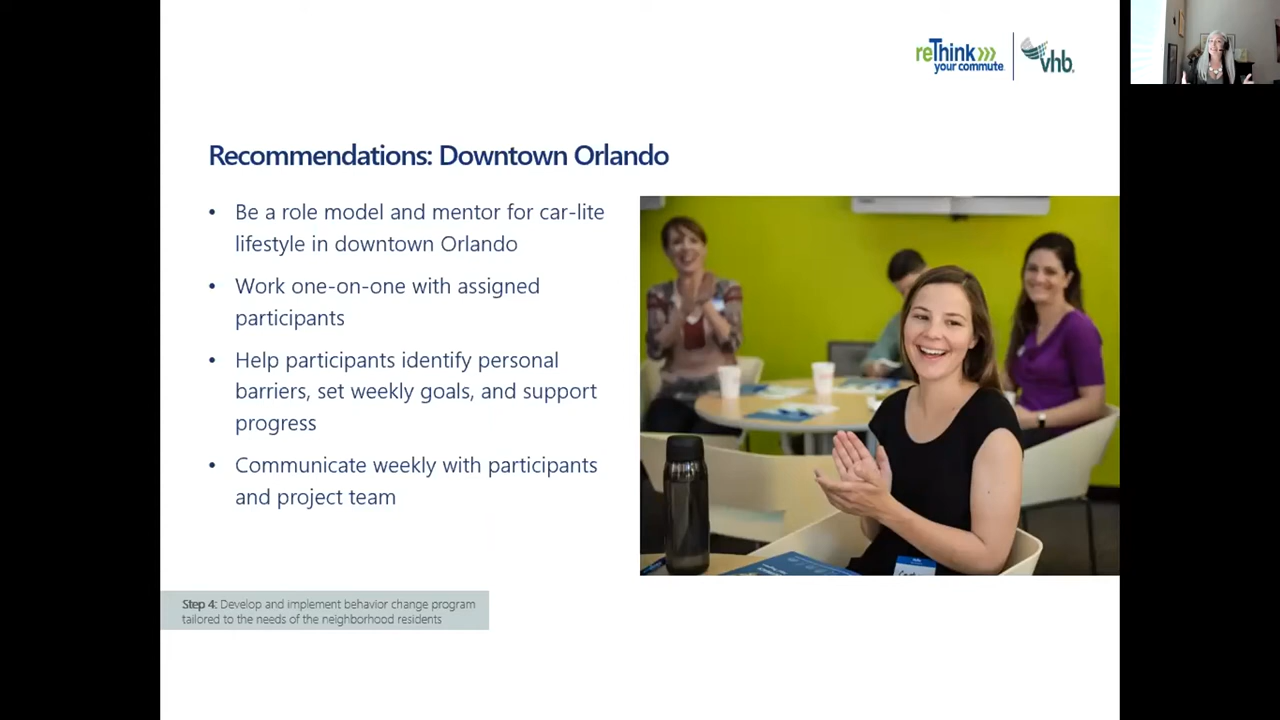 reThink
your commute.
vhb.
Recommendations: Downtown Orlando
• Be a role model and mentor for car-lite
lifestyle in downtown Orlando
• Work one-on-one with assigned
participants
• Help participants identify personal
barriers, set weekly goals, and support
progress
• Communicate weekly with participants
and project team
Step 4: Develop and implement behavior change program
tailored to the needs of the neighborhood residents